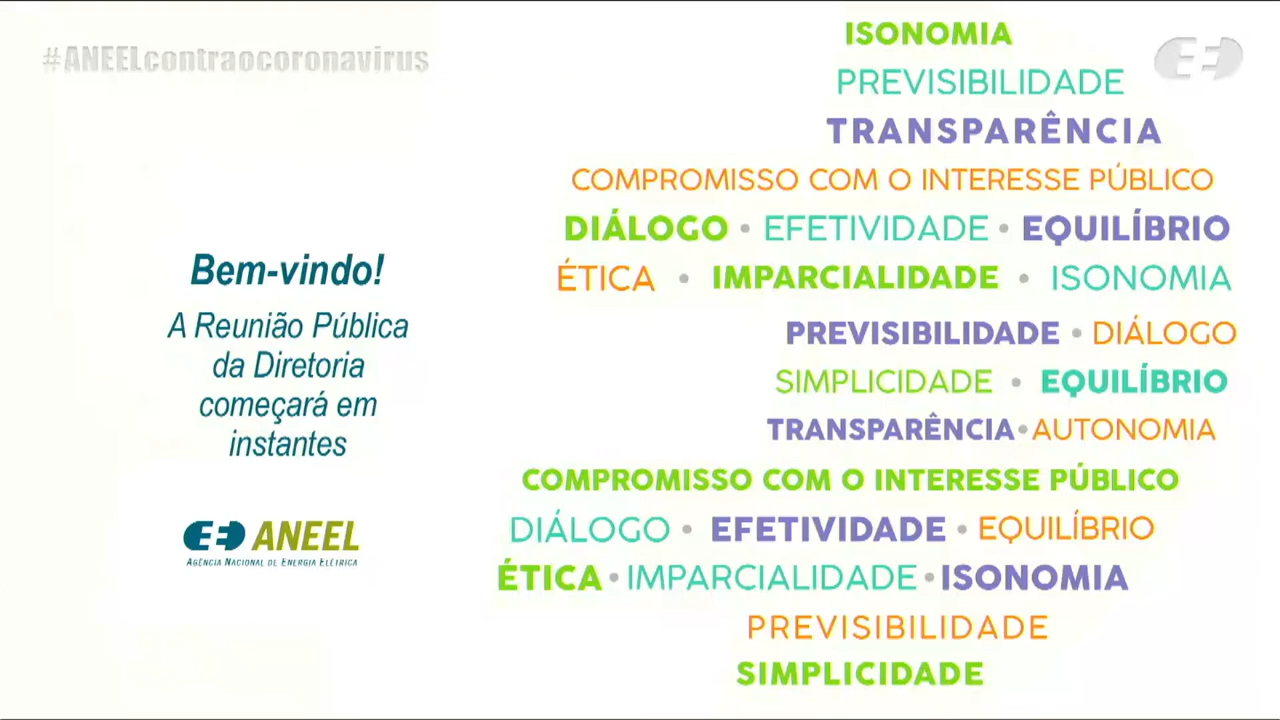 #ANEELcontraocoronavírus
Bem-vindo!
A Reunião Pública
da Diretoria
começará em
instantes
ANEEL
AGÊNCIA NACIONAL DE ENERGIA ELÉTRICA
ISONOMIA
PREVISIBILIDADE
TRANSPARÊNCIA
COMPROMISSO COM O INTERESSE PÚBLICO
DIÁLOGO • EFETIVIDADE • EQUILÍBRIO
ÉTICA • IMPARCIALIDADE • ISONOMIA
PREVISIBILIDADE • DIÁLOGO
SIMPLICIDADE • EQUILÍBRIO
TRANSPARÊNCIA • AUTONOMIA
COMPROMISSO COM O INTERESSE PÚBLICO
DIÁLOGO • EFETIVIDADE • EQUILÍBRIO
ÉTICA • IMPARCIALIDADE • ISONOMIA
PREVISIBILIDADE
SIMPLICIDADE